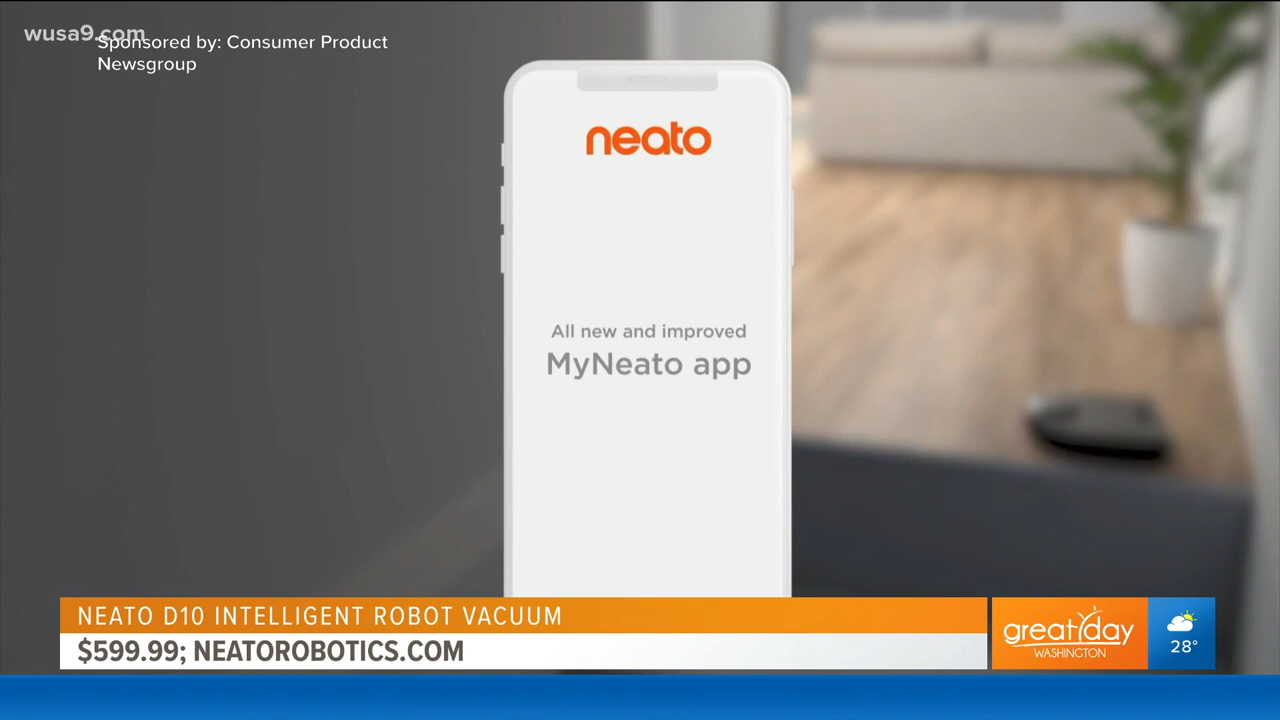 wusa9.com
Sponsored by: Consumer Product
Newsgroup
neato
All new and improved
MyNeato app
NEATO D10 INTELLIGENT ROBOT VACUUM
$599.99; NEATOROBOTICS.COM
great day
WASHINGTON
28°